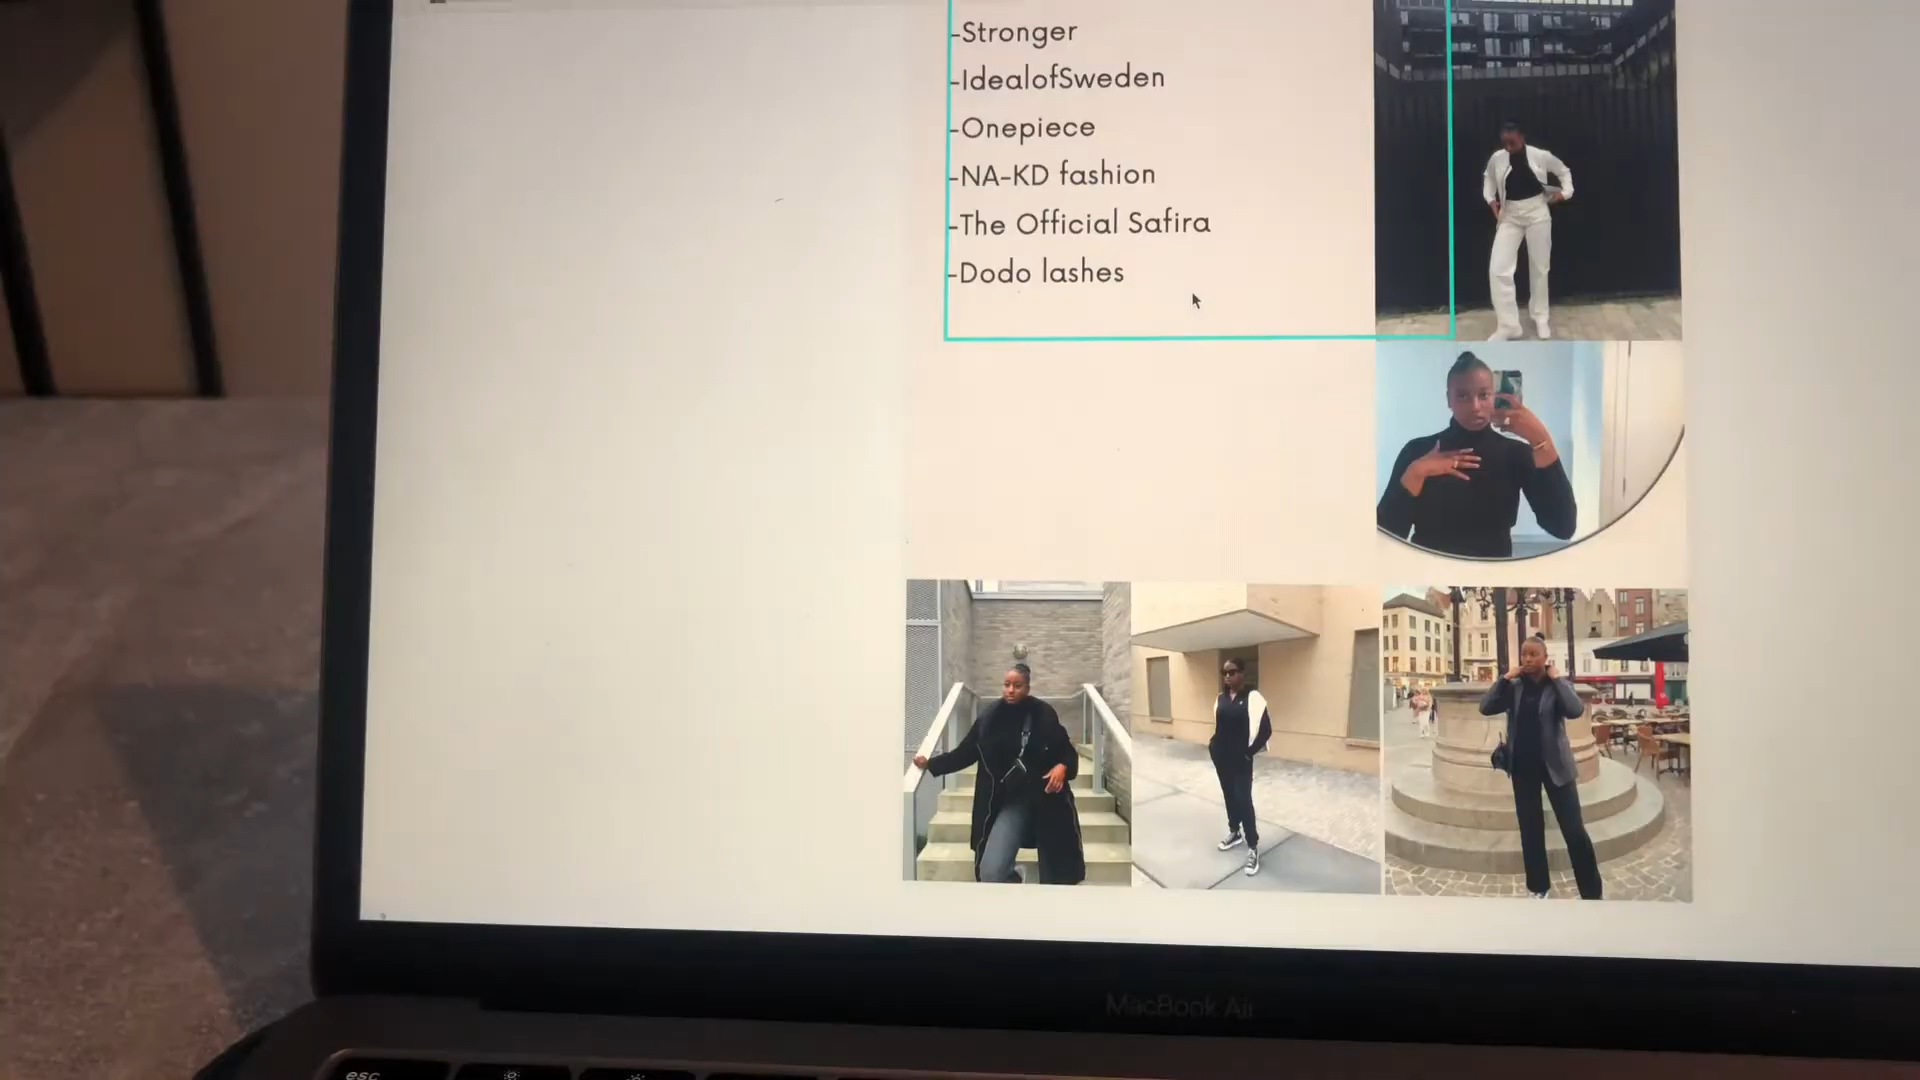 -Stronger
-IdealofSweden
-Onepiece
-NA-KD fashion
-The Official Safira
-Dodo lashes
MacBook Air
esc